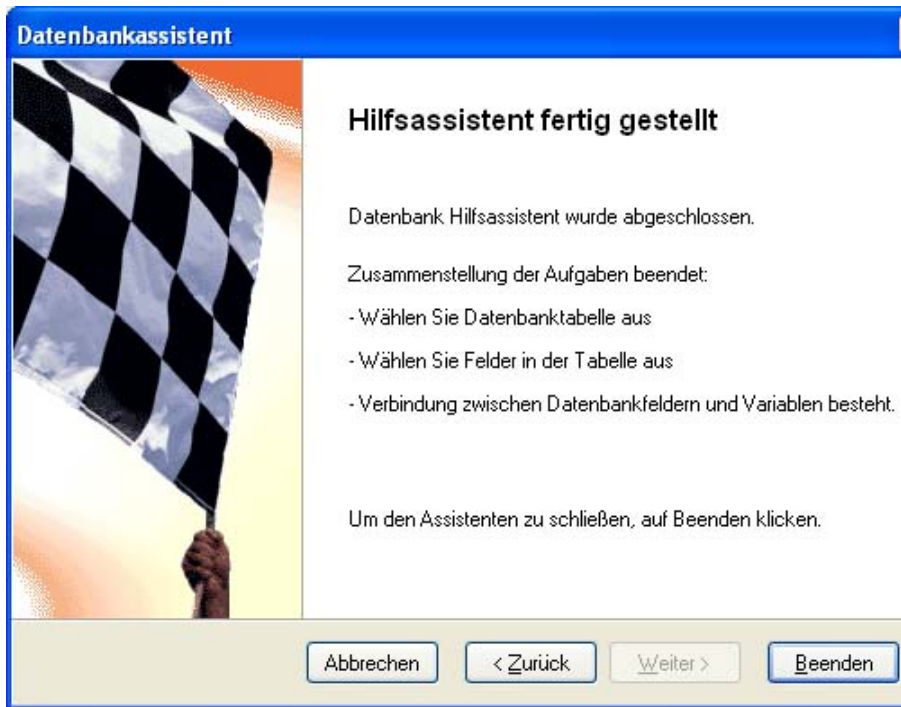 Datenbankassistent
Hilfsassistent fertig gestellt
Datenbank Hilfsassistent wurde abgeschlossen.
Zusammenstellung der Aufgaben beendet:
- Wählen Sie Datenbanktabelle aus
- Wählen Sie Felder in der Tabelle aus
- Verbindung zwischen Datenbankfeldern und Variablen besteht.
Um den Assistenten zu schließen, auf Beenden klicken.
Abbrechen < Zurück Weiter > Beenden